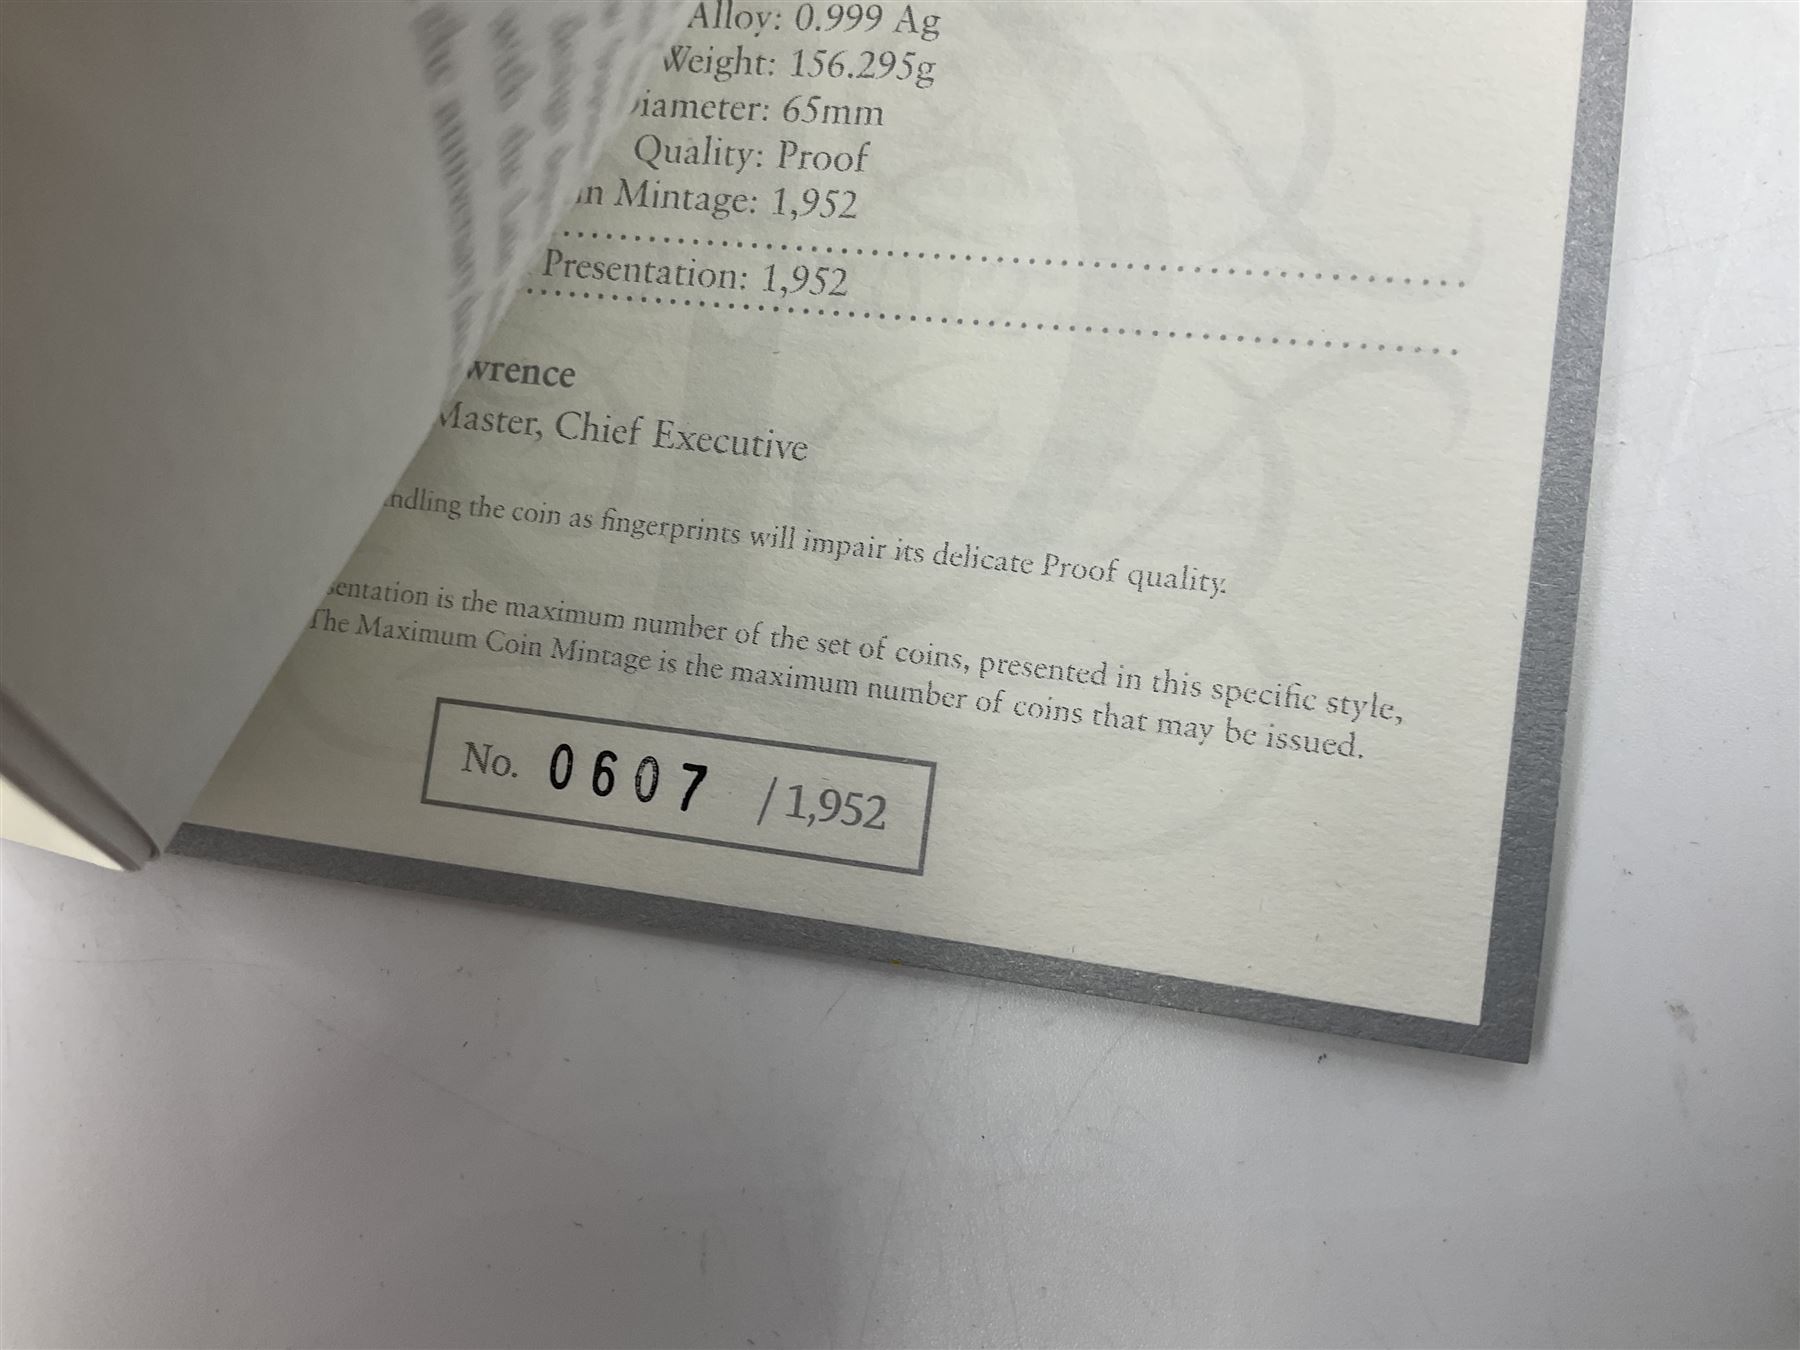 Alloy: 0.999 Ag
Weight: 156.295g
iameter: 65mm
Quality: Proof
in Mintage: 1,952
Presentation: 1,952
wrence
Master, Chief Executive
ndling the coin as fingerprints will impair its delicate Proof quality.
sentation is the maximum number of the set of coins, presented in this specific style,
The Maximum Coin Mintage is the maximum number of coins that may be issued.
No. 0607 /1,952